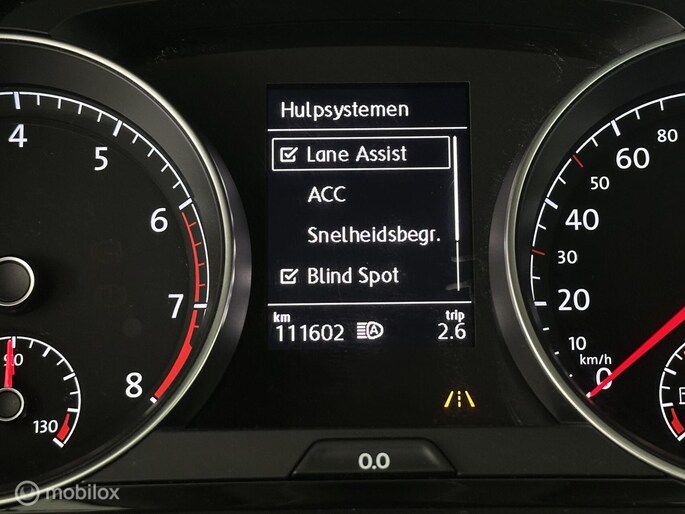 Hulpsystemen
Lane Assist
ACC
Snelheidsbegr.
Blind Spot
km trip
111602 A 2.6
4
5
6
7
8
90
130
80
60
50
40
30
20
10
km/h
0
0.0
mobilox